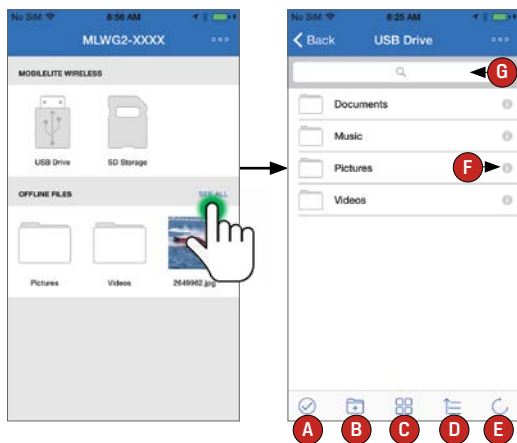 No SIM 8:56 AM
MLWG2-XXXX
MOBILELITE WIRELESS
USB Drive SD Storage
OFFLINE FILES SEE ALL
Pictures Videos 2649962.jpg
No SIM 8:25 AM
Back USB Drive
G
Documents
Music
Pictures F
Videos
A B C D E